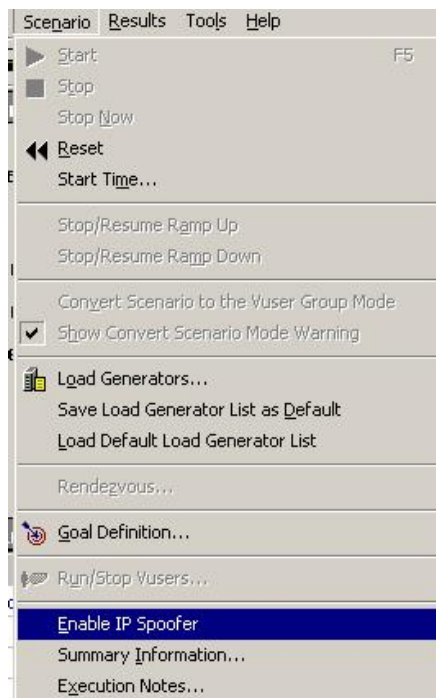 Scenario Results Tools Help
Start F5
Stop
Stop Now
Reset
Start Time...
Stop/Resume Ramp Up
Stop/Resume Ramp Down
Convert Scenario to the Vuser Group Mode
Show Convert Scenario Mode Warning
Load Generators...
Save Load Generator List as Default
Load Default Load Generator List
Rendezvous...
Goal Definition...
Run/Stop Vusers...
Enable IP Spoofer
Summary Information...
Execution Notes...